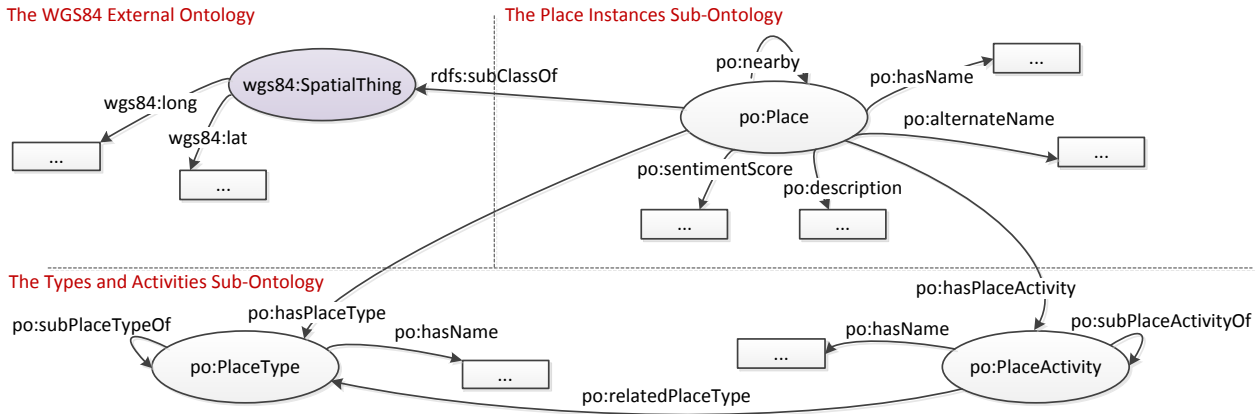 The WGS84 External Ontology
The Place Instances Sub-Ontology
po:nearby
wgs84:SpatialThing
rdfs:subClassOf
po:hasName
...
wgs84:long
po:Place
po:alternateName
wgs84:lat
...
...
po:sentimentScore
...
po:description
...
...
The Types and Activities Sub-Ontology
po:hasPlaceType
po:hasPlaceActivity
po:subPlaceTypeOf
po:hasName
po:hasName
po:subPlaceActivityOf
...
po:PlaceType
...
po:PlaceActivity
po:relatedPlaceType